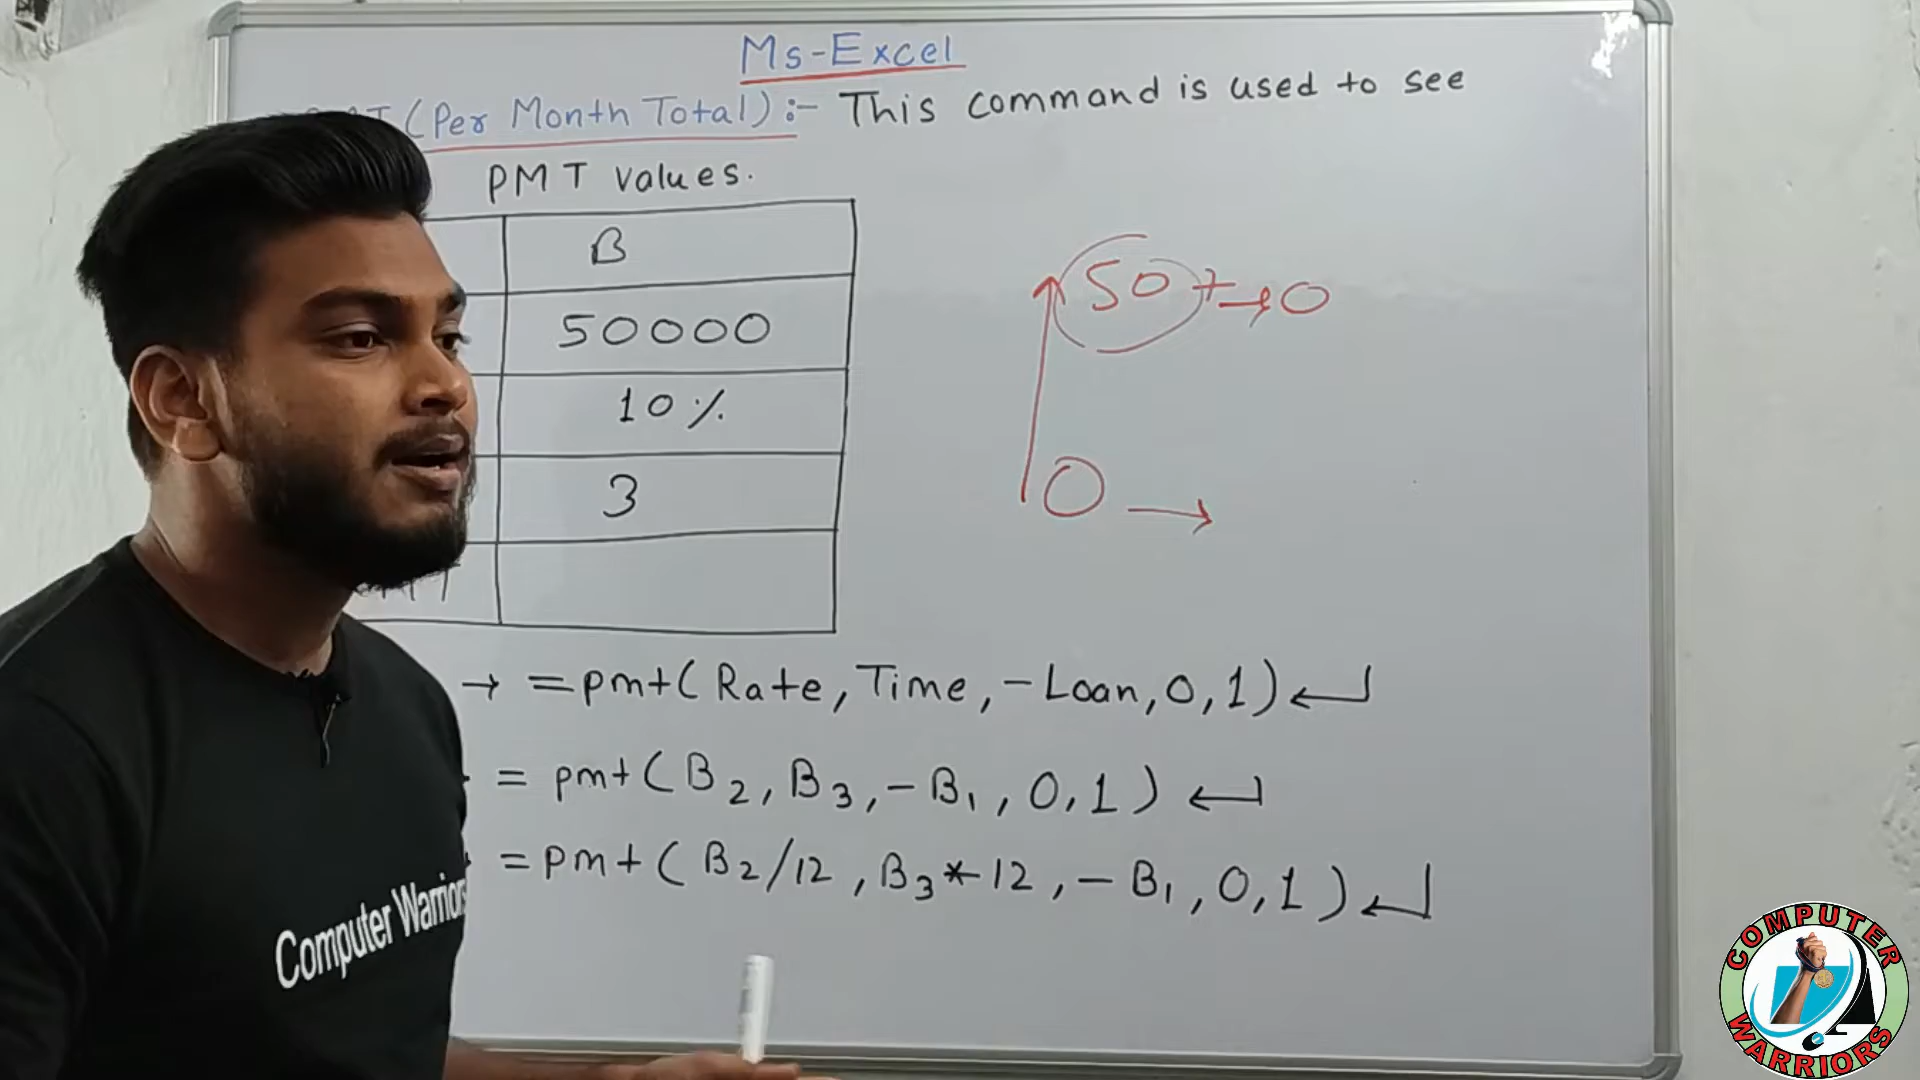 Ms-Excel
(Per Month Total) :- This command is used to see
PMT values.
B
50000
10%
3
50 + → 0
0 →
→ =pmt(Rate, Time, -Loan, 0, 1)
= pmt(B2, B3, -B1, 0, 1)
=pmt(B2/12, B3*12, -B1, 0, 1)
Computer Warriors
COMPUTER
WARRIORS